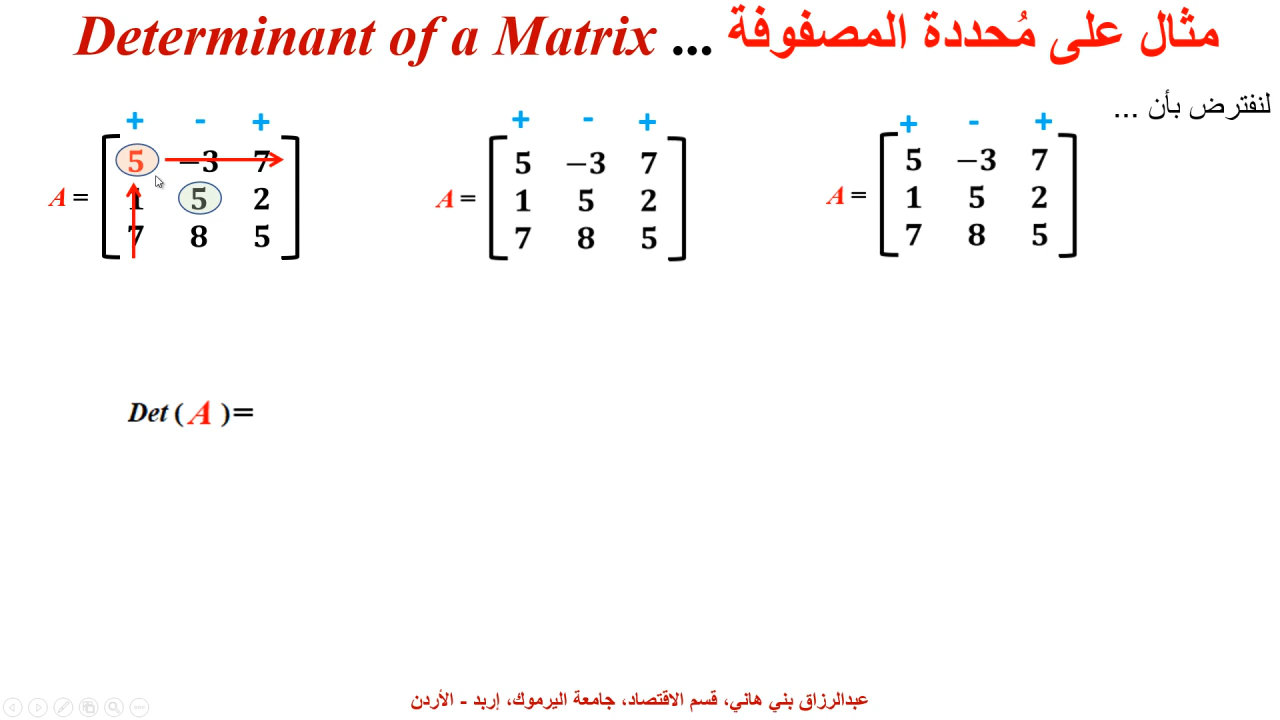 Determinant of a Matrix ... مثال على مُحددة المصفوفة
لنفترض بأن ...
+ - + + - + + - +
5 −3 7 5 −3 7 5 −3 7
A = 1 5 2 A = 1 5 2 A = 1 5 2
7 8 5 7 8 5 7 8 5
Det ( A )=
عبدالرزاق بني هاني، قسم الاقتصاد، جامعة اليرموك، إربد - الأردن